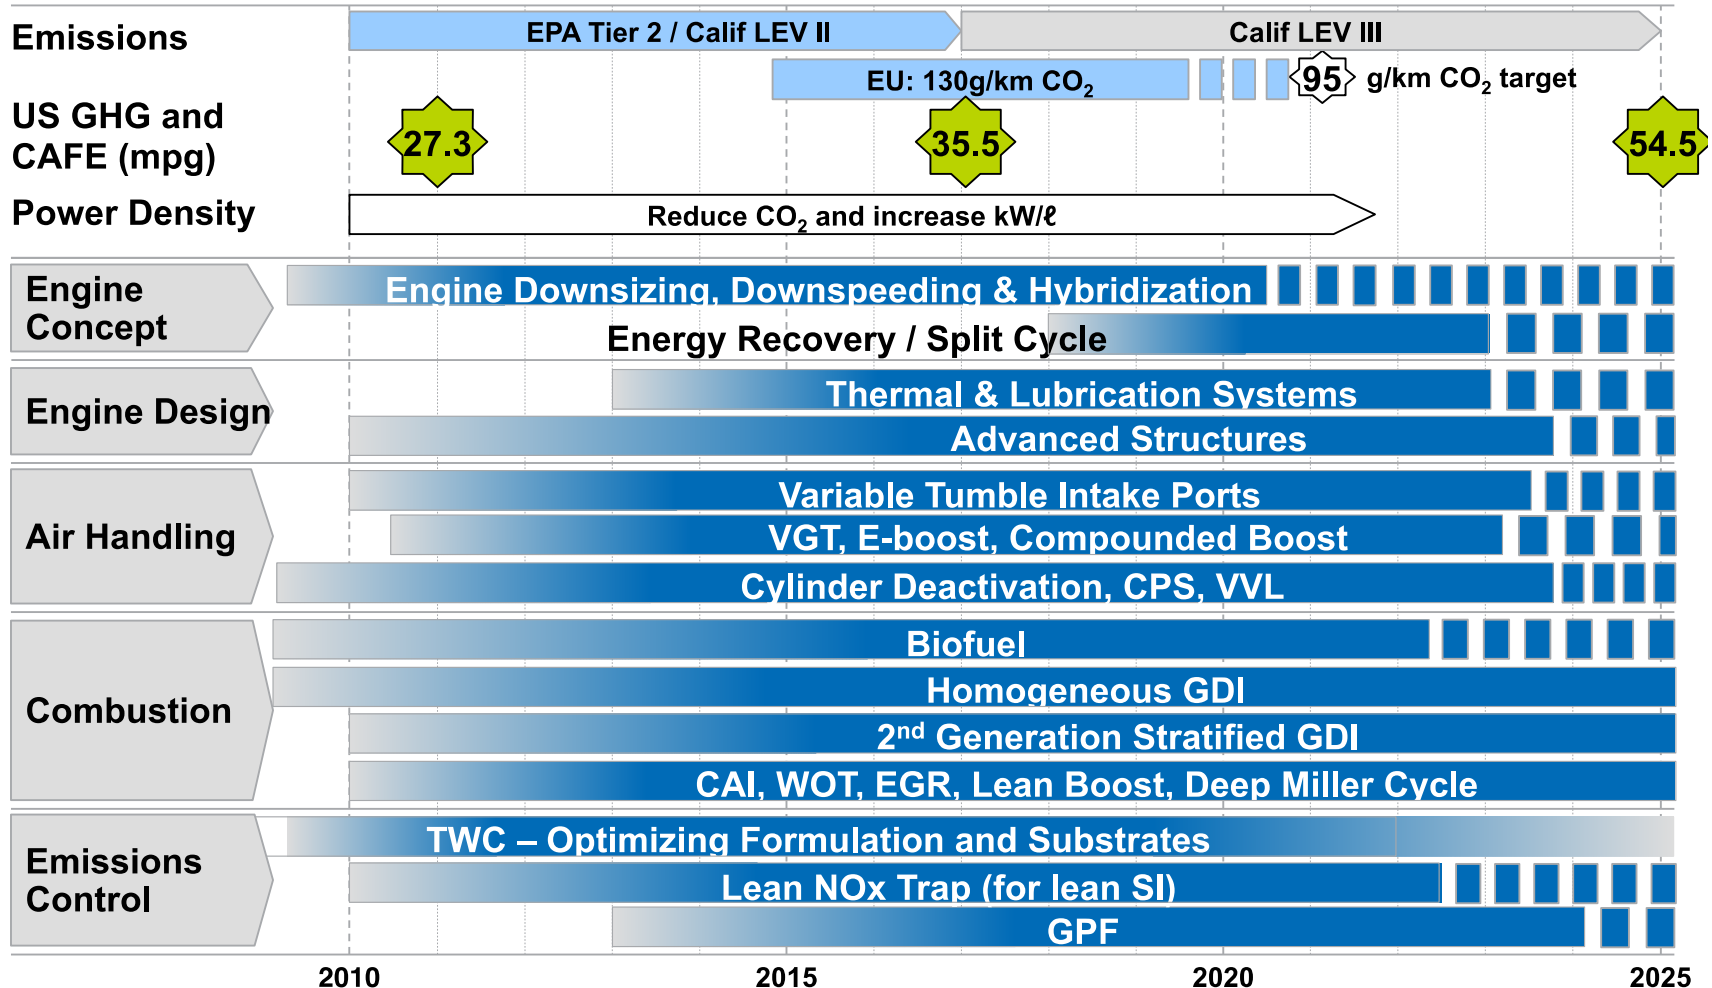 Emissions
EPA Tier 2 / Calif LEV II
Calif LEV III
EU: 130g/km CO₂
95
g/km CO₂ target
US GHG and
CAFE (mpg)
27.3
35.5
54.5
Power Density
Reduce CO₂ and increase kW/ℓ
Engine
Concept
Engine Downsizing, Downspeeding & Hybridization
Energy Recovery / Split Cycle
Engine Design
Thermal & Lubrication Systems
Advanced Structures
Air Handling
Variable Tumble Intake Ports
VGT, E-boost, Compounded Boost
Cylinder Deactivation, CPS, VVL
Combustion
Biofuel
Homogeneous GDI
2nd Generation Stratified GDI
CAI, WOT, EGR, Lean Boost, Deep Miller Cycle
Emissions
Control
TWC – Optimizing Formulation and Substrates
Lean NOx Trap (for lean SI)
GPF
2010
2015
2020
2025